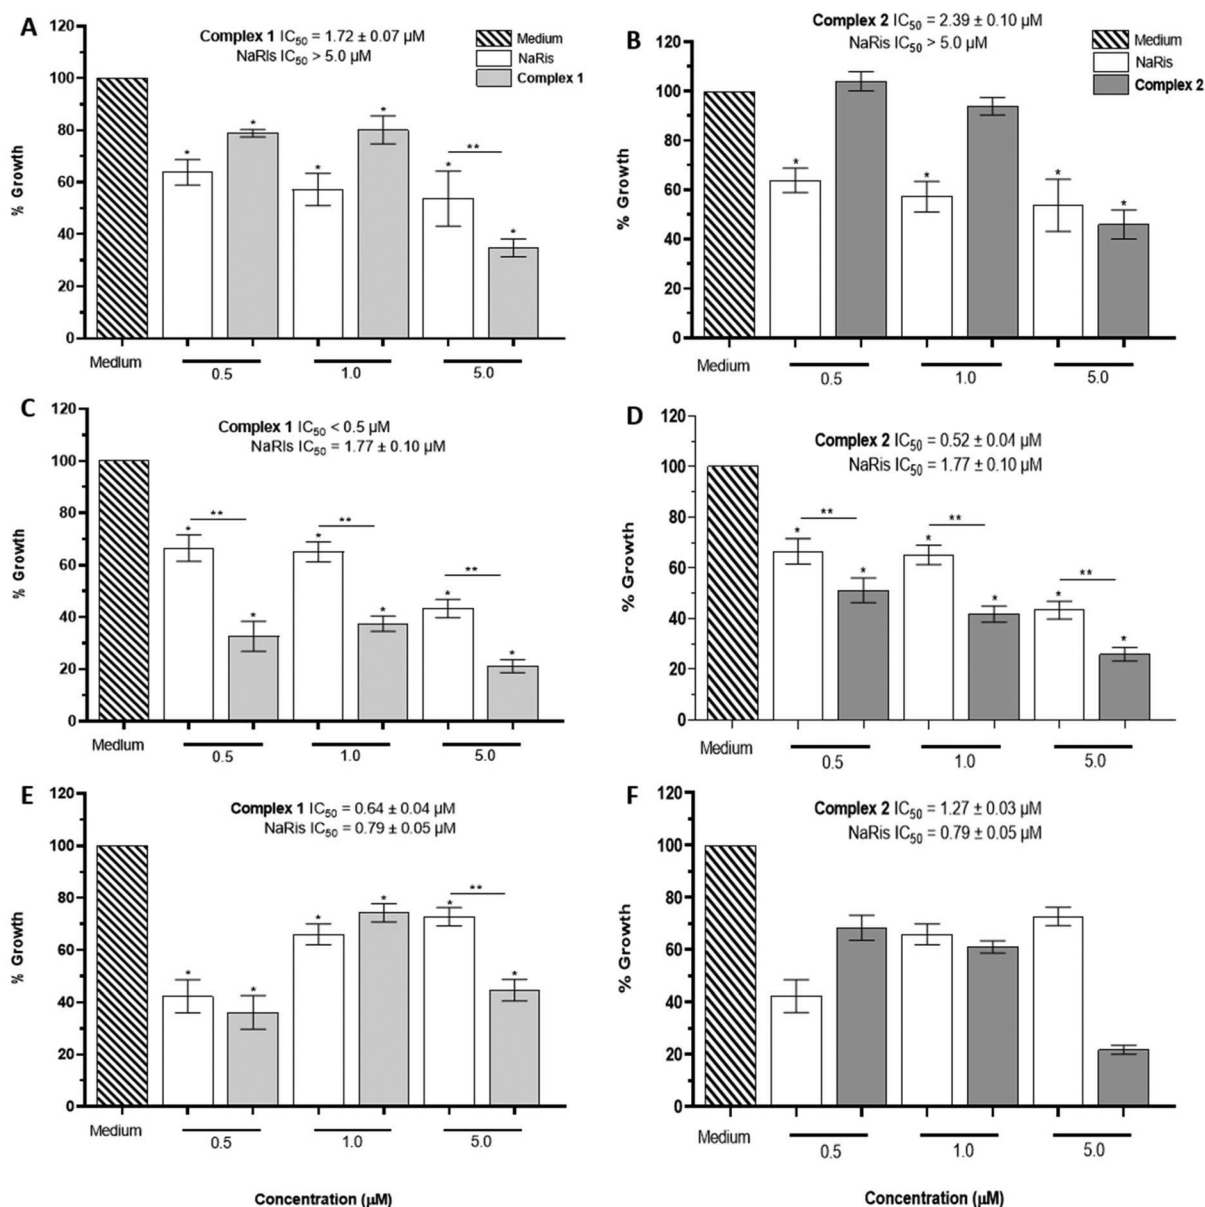 A
Complex 1 IC50 = 1.72 ± 0.07 µM
NaRis IC50 > 5.0 µM
Medium
NaRis
Complex 1
% Growth
120
100
80
60
40
20
0
*
*
*
*
*
**
*
Medium
0.5
1.0
5.0
B
Complex 2 IC50 = 2.39 ± 0.10 µM
NaRis IC50 > 5.0 µM
Medium
NaRis
Complex 2
% Growth
120
100
80
60
40
20
0
*
*
*
*
Medium
0.5
1.0
5.0
C
Complex 1 IC50 < 0.5 µM
NaRis IC50 = 1.77 ± 0.10 µM
% Growth
120
100
80
60
40
20
0
*
**
*
*
**
*
*
**
*
Medium
0.5
1.0
5.0
D
Complex 2 IC50 = 0.52 ± 0.04 µM
NaRis IC50 = 1.77 ± 0.10 µM
% Growth
120
100
80
60
40
20
0
*
**
*
*
**
*
*
**
*
Medium
0.5
1.0
5.0
E
Complex 1 IC50 = 0.64 ± 0.04 µM
NaRis IC50 = 0.79 ± 0.05 µM
% Growth
120
100
80
60
40
20
0
*
*
*
*
*
**
*
Medium
0.5
1.0
5.0
Concentration (µM)
F
Complex 2 IC50 = 1.27 ± 0.03 µM
NaRis IC50 = 0.79 ± 0.05 µM
% Growth
120
100
80
60
40
20
0
Medium
0.5
1.0
5.0
Concentration (µM)